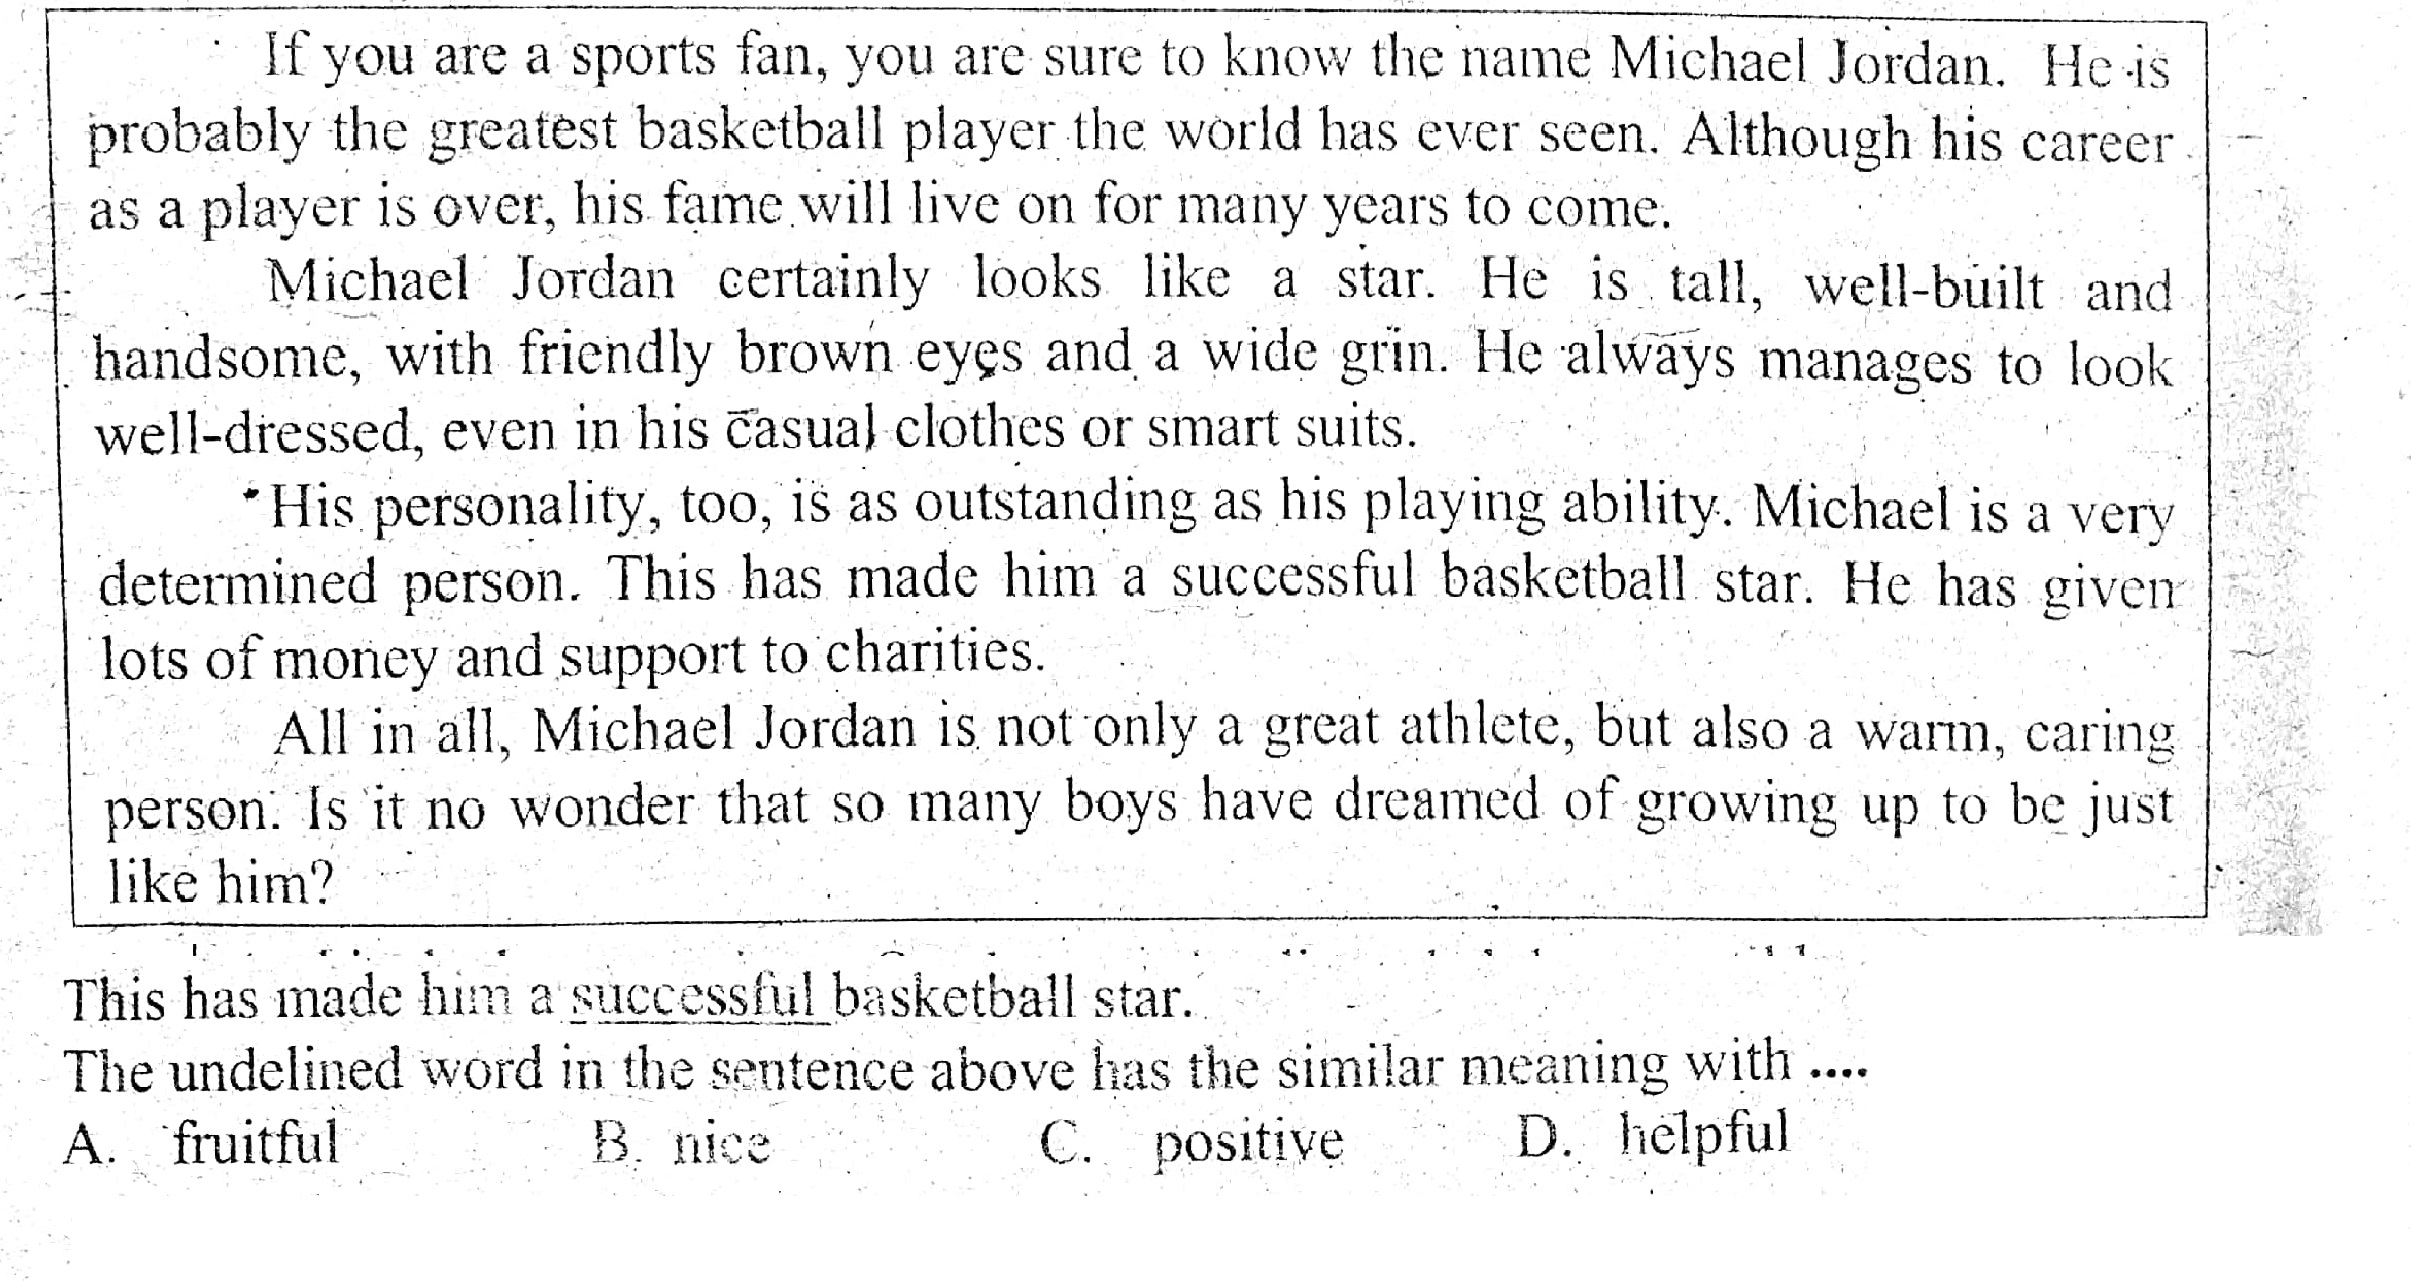 If you are a sports fan, you are sure to know the name Michael Jordan. He is
probably the greatest basketball player the world has ever seen. Although his career
as a player is over, his fame will live on for many years to come.
Michael Jordan certainly looks like a star. He is tall, well-built and
handsome, with friendly brown eyes and a wide grin. He always manages to look
well-dressed, even in his casual clothes or smart suits.
His personality, too, is as outstanding as his playing ability. Michael is a very
determined person. This has made him a successful basketball star. He has given
lots of money and support to charities.
All in all, Michael Jordan is not only a great athlete, but also a warm, caring
person. Is it no wonder that so many boys have dreamed of growing up to be just
like him?
This has made him a successful basketball star.
The undelined word in the sentence above has the similar meaning with ....
A. fruitful B. nice C. positive D. helpful